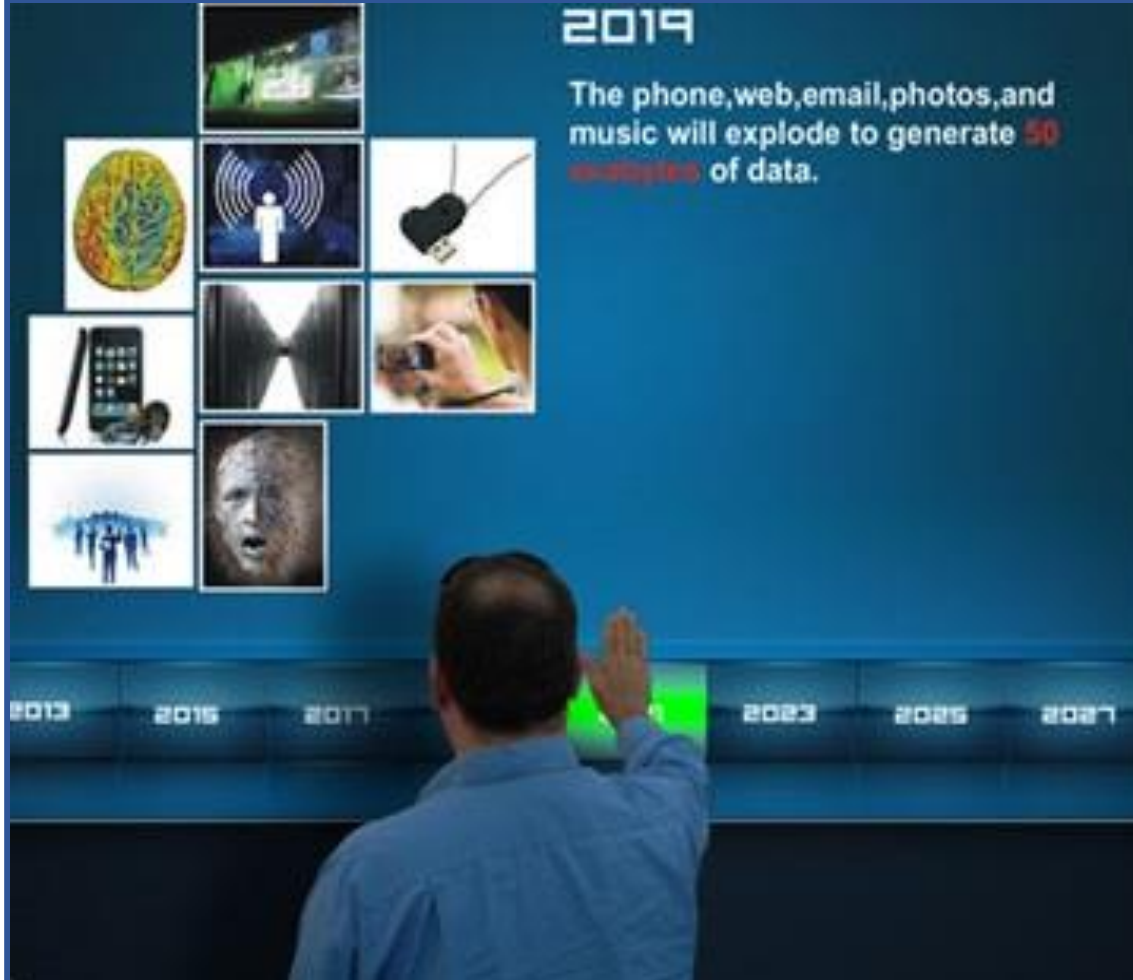 2019
The phone,web,email,photos,and
music will explode to generate 50
of data.
2013 2015 2017 2023 2025 2027